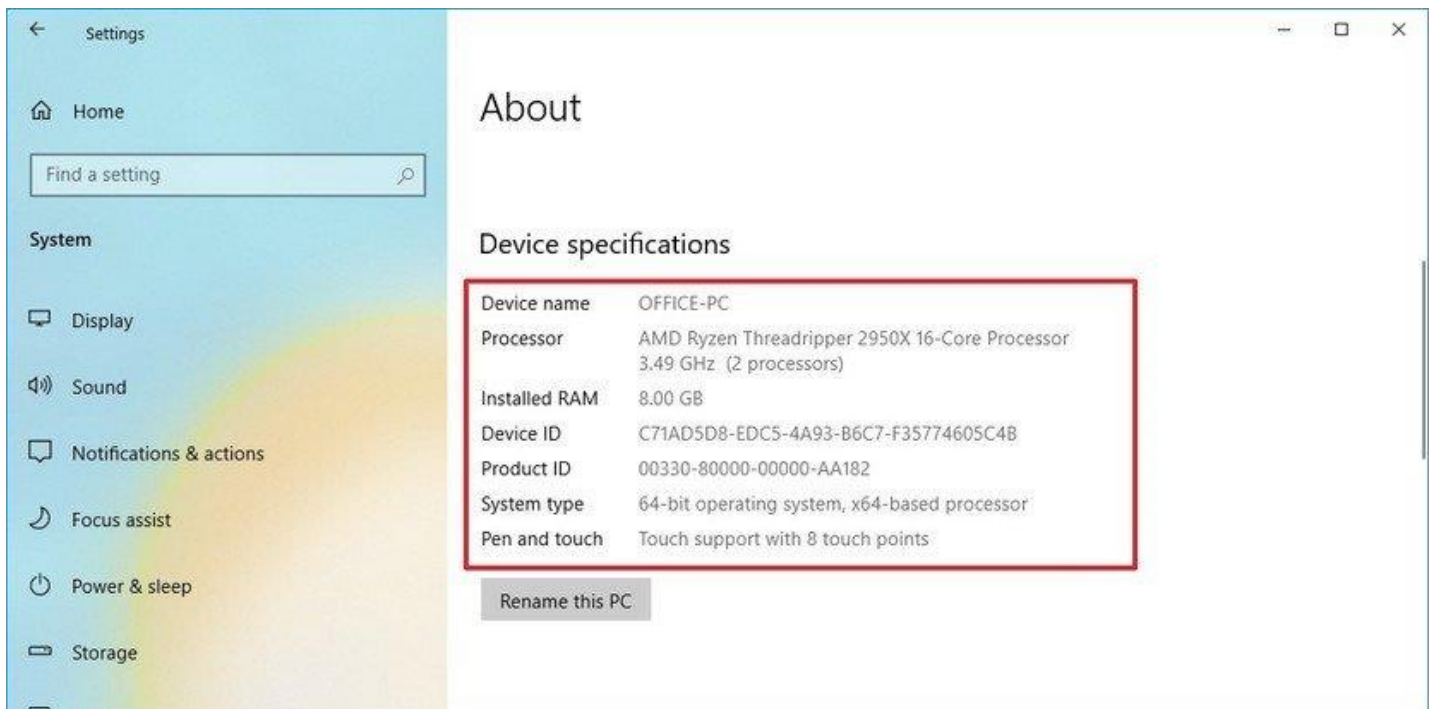 Settings
Home
Find a setting
System
Display
Sound
Notifications & actions
Focus assist
Power & sleep
Storage
About
Device specifications
Device name OFFICE-PC
Processor AMD Ryzen Threadripper 2950X 16-Core Processor
3.49 GHz (2 processors)
Installed RAM 8.00 GB
Device ID C71AD5D8-EDC5-4A93-B6C7-F35774605C4B
Product ID 00330-80000-00000-AA182
System type 64-bit operating system, x64-based processor
Pen and touch Touch support with 8 touch points
Rename this PC